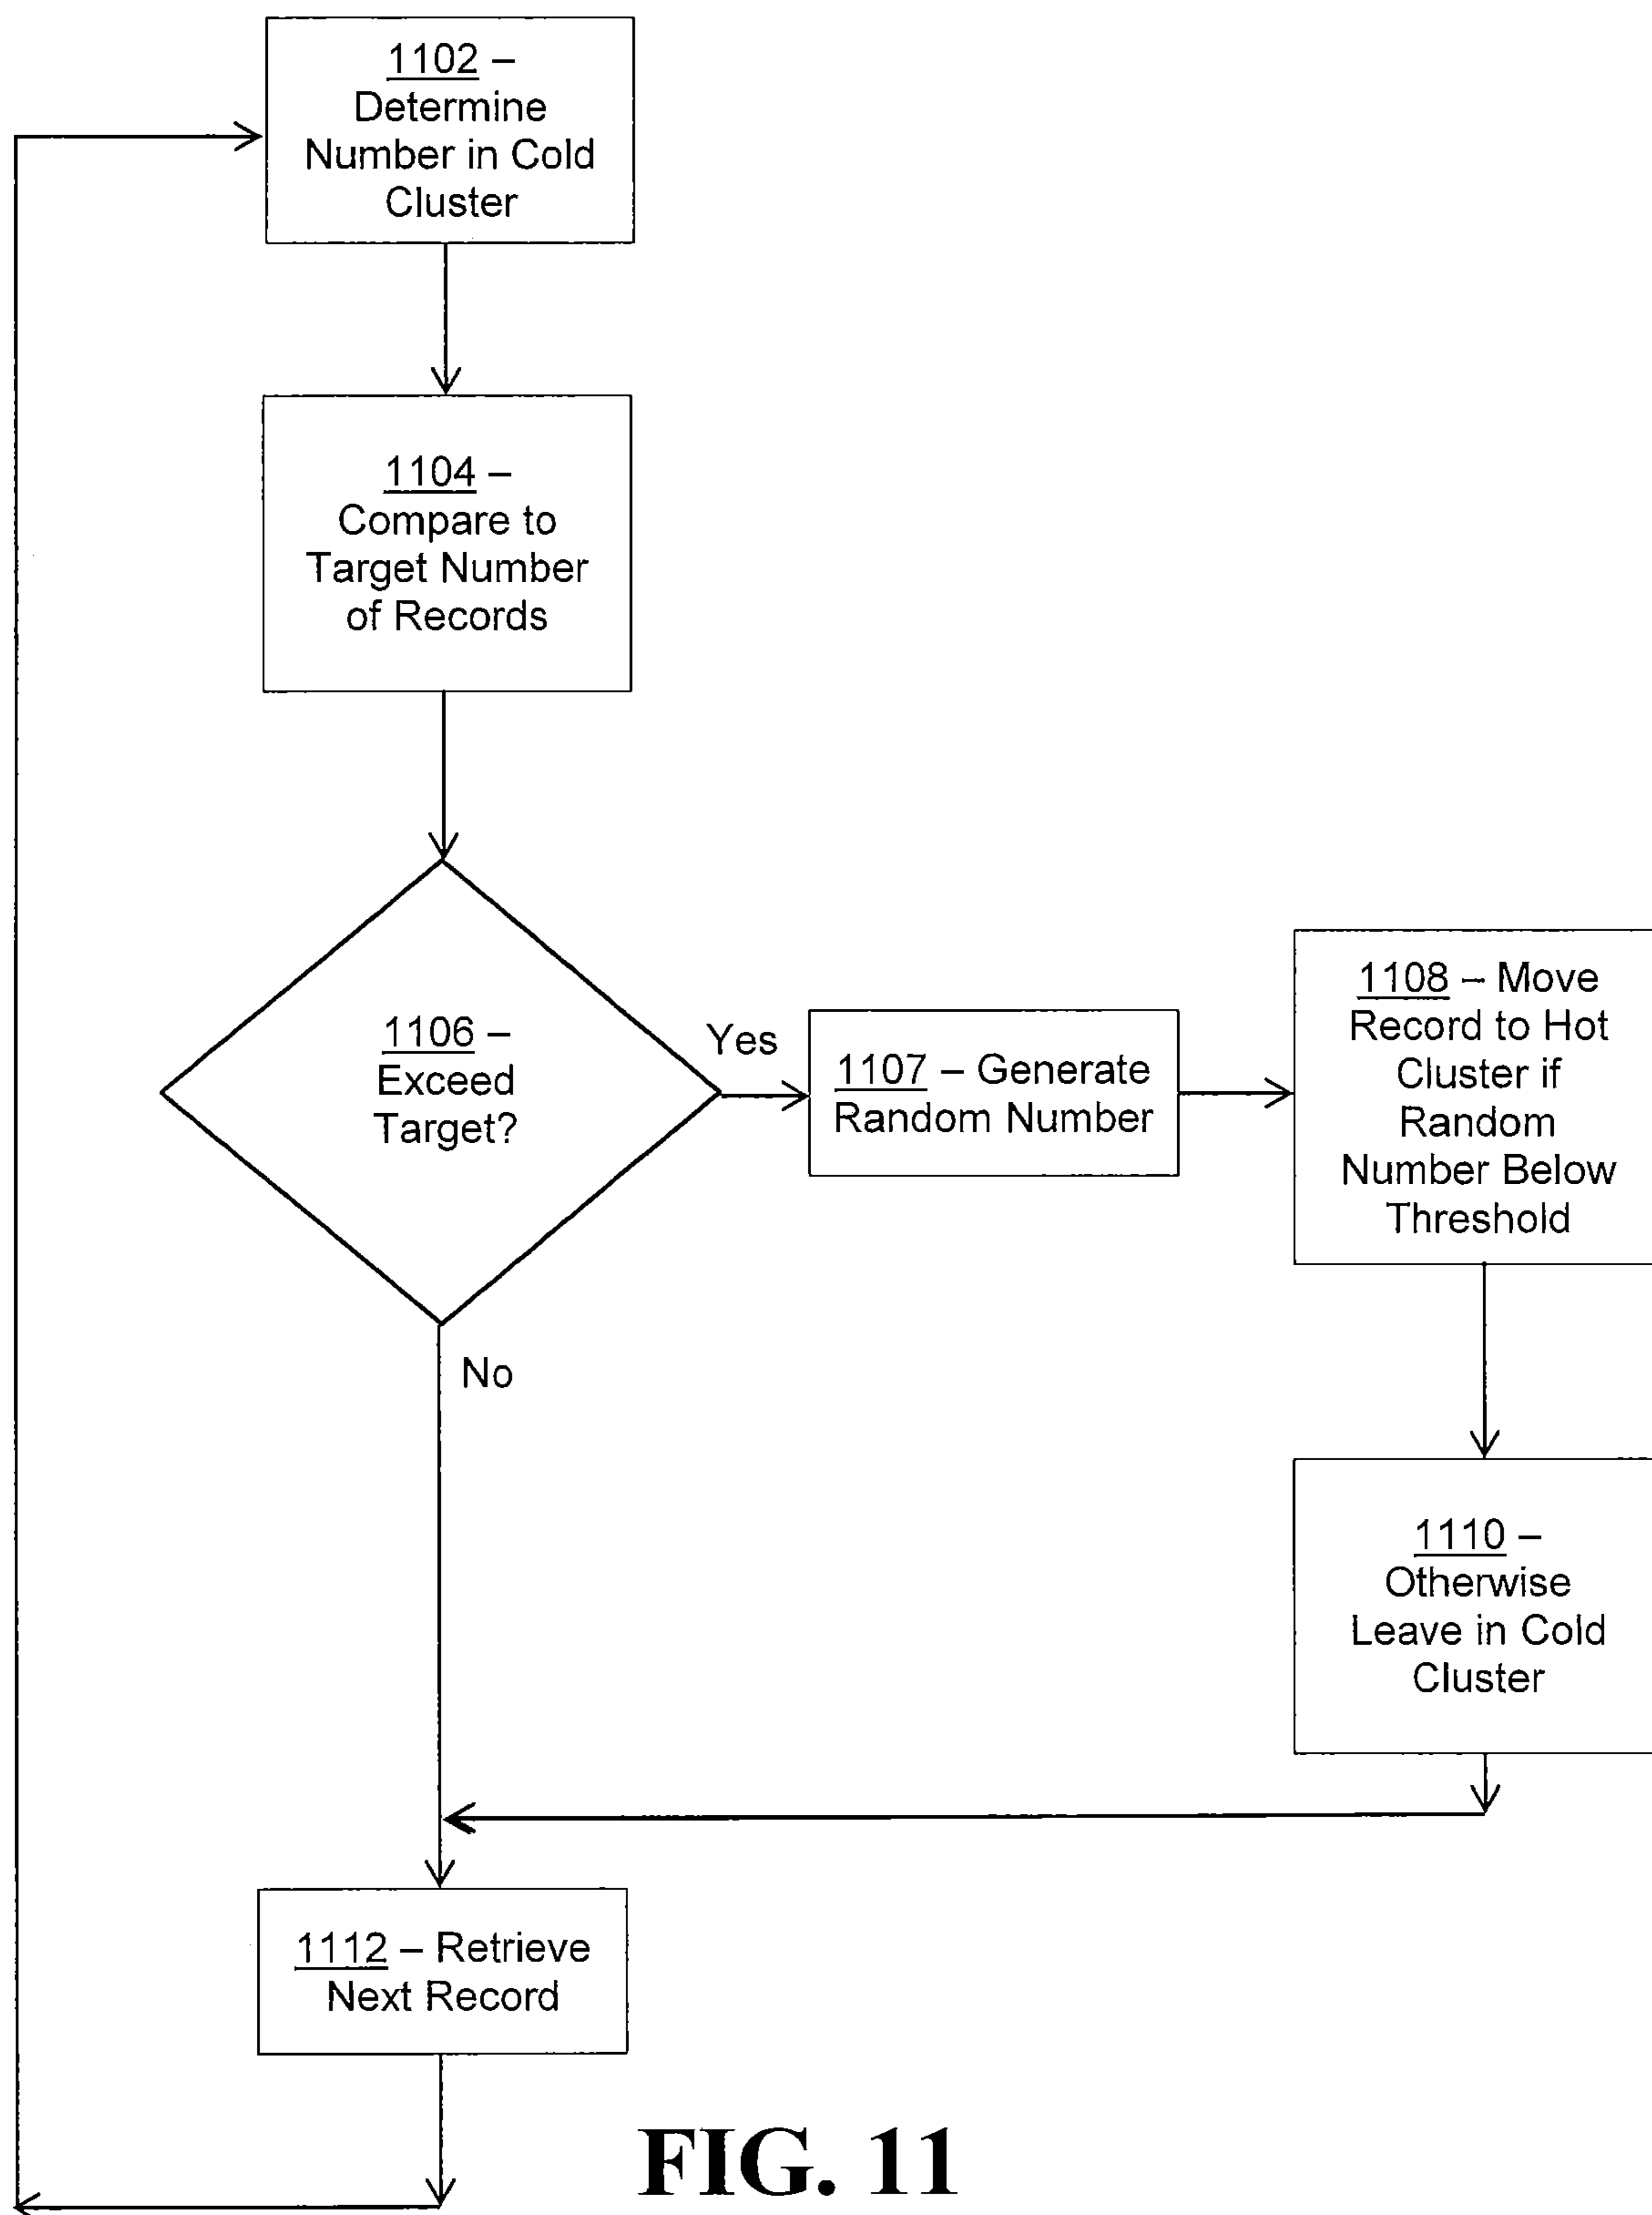 1102 –
Determine
Number in Cold
Cluster
1104 –
Compare to
Target Number
of Records
1106 –
Exceed
Target?
Yes
1107 – Generate
Random Number
1108 – Move
Record to Hot
Cluster if
Random
Number Below
Threshold
No
1110 –
Otherwise
Leave in Cold
Cluster
1112 – Retrieve
Next Record
FIG. 11